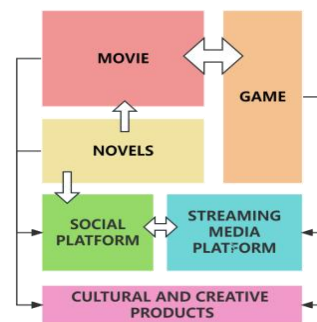 MOVIE
GAME
NOVELS
SOCIAL
PLATFORM
STREAMING
MEDIA
PLATFORM
CULTURAL AND CREATIVE
PRODUCTS